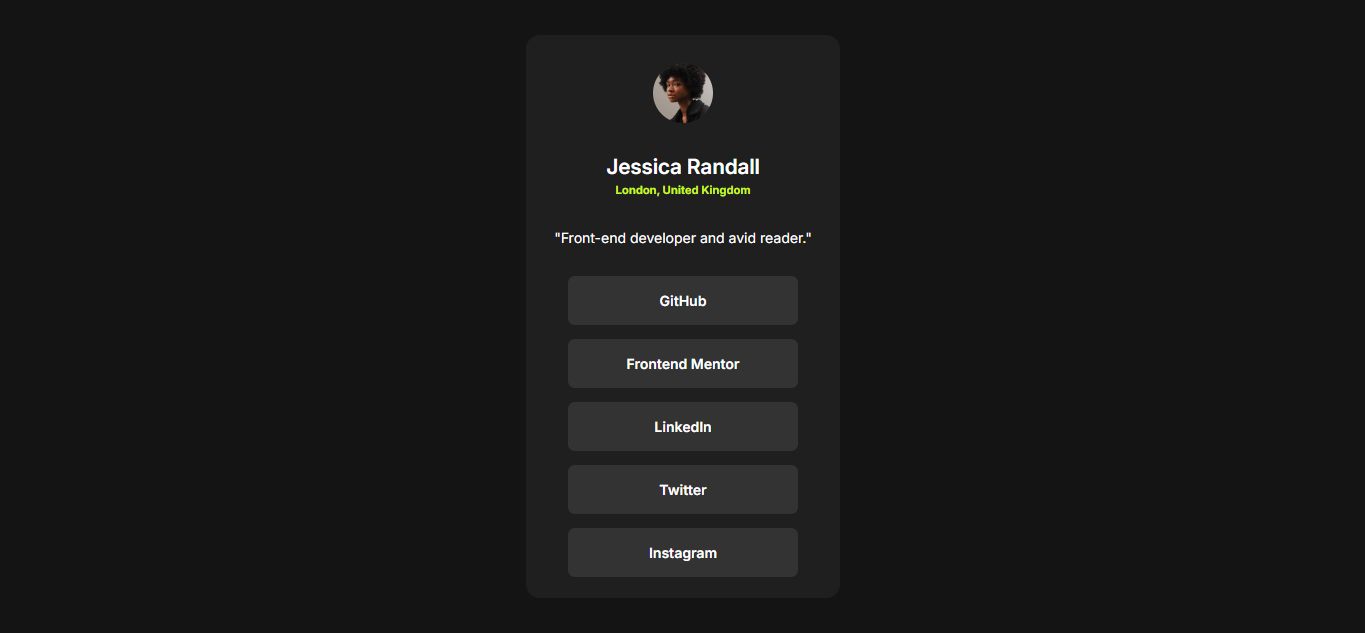 Jessica Randall
London, United Kingdom
"Front-end developer and avid reader."
GitHub
Frontend Mentor
LinkedIn
Twitter
Instagram